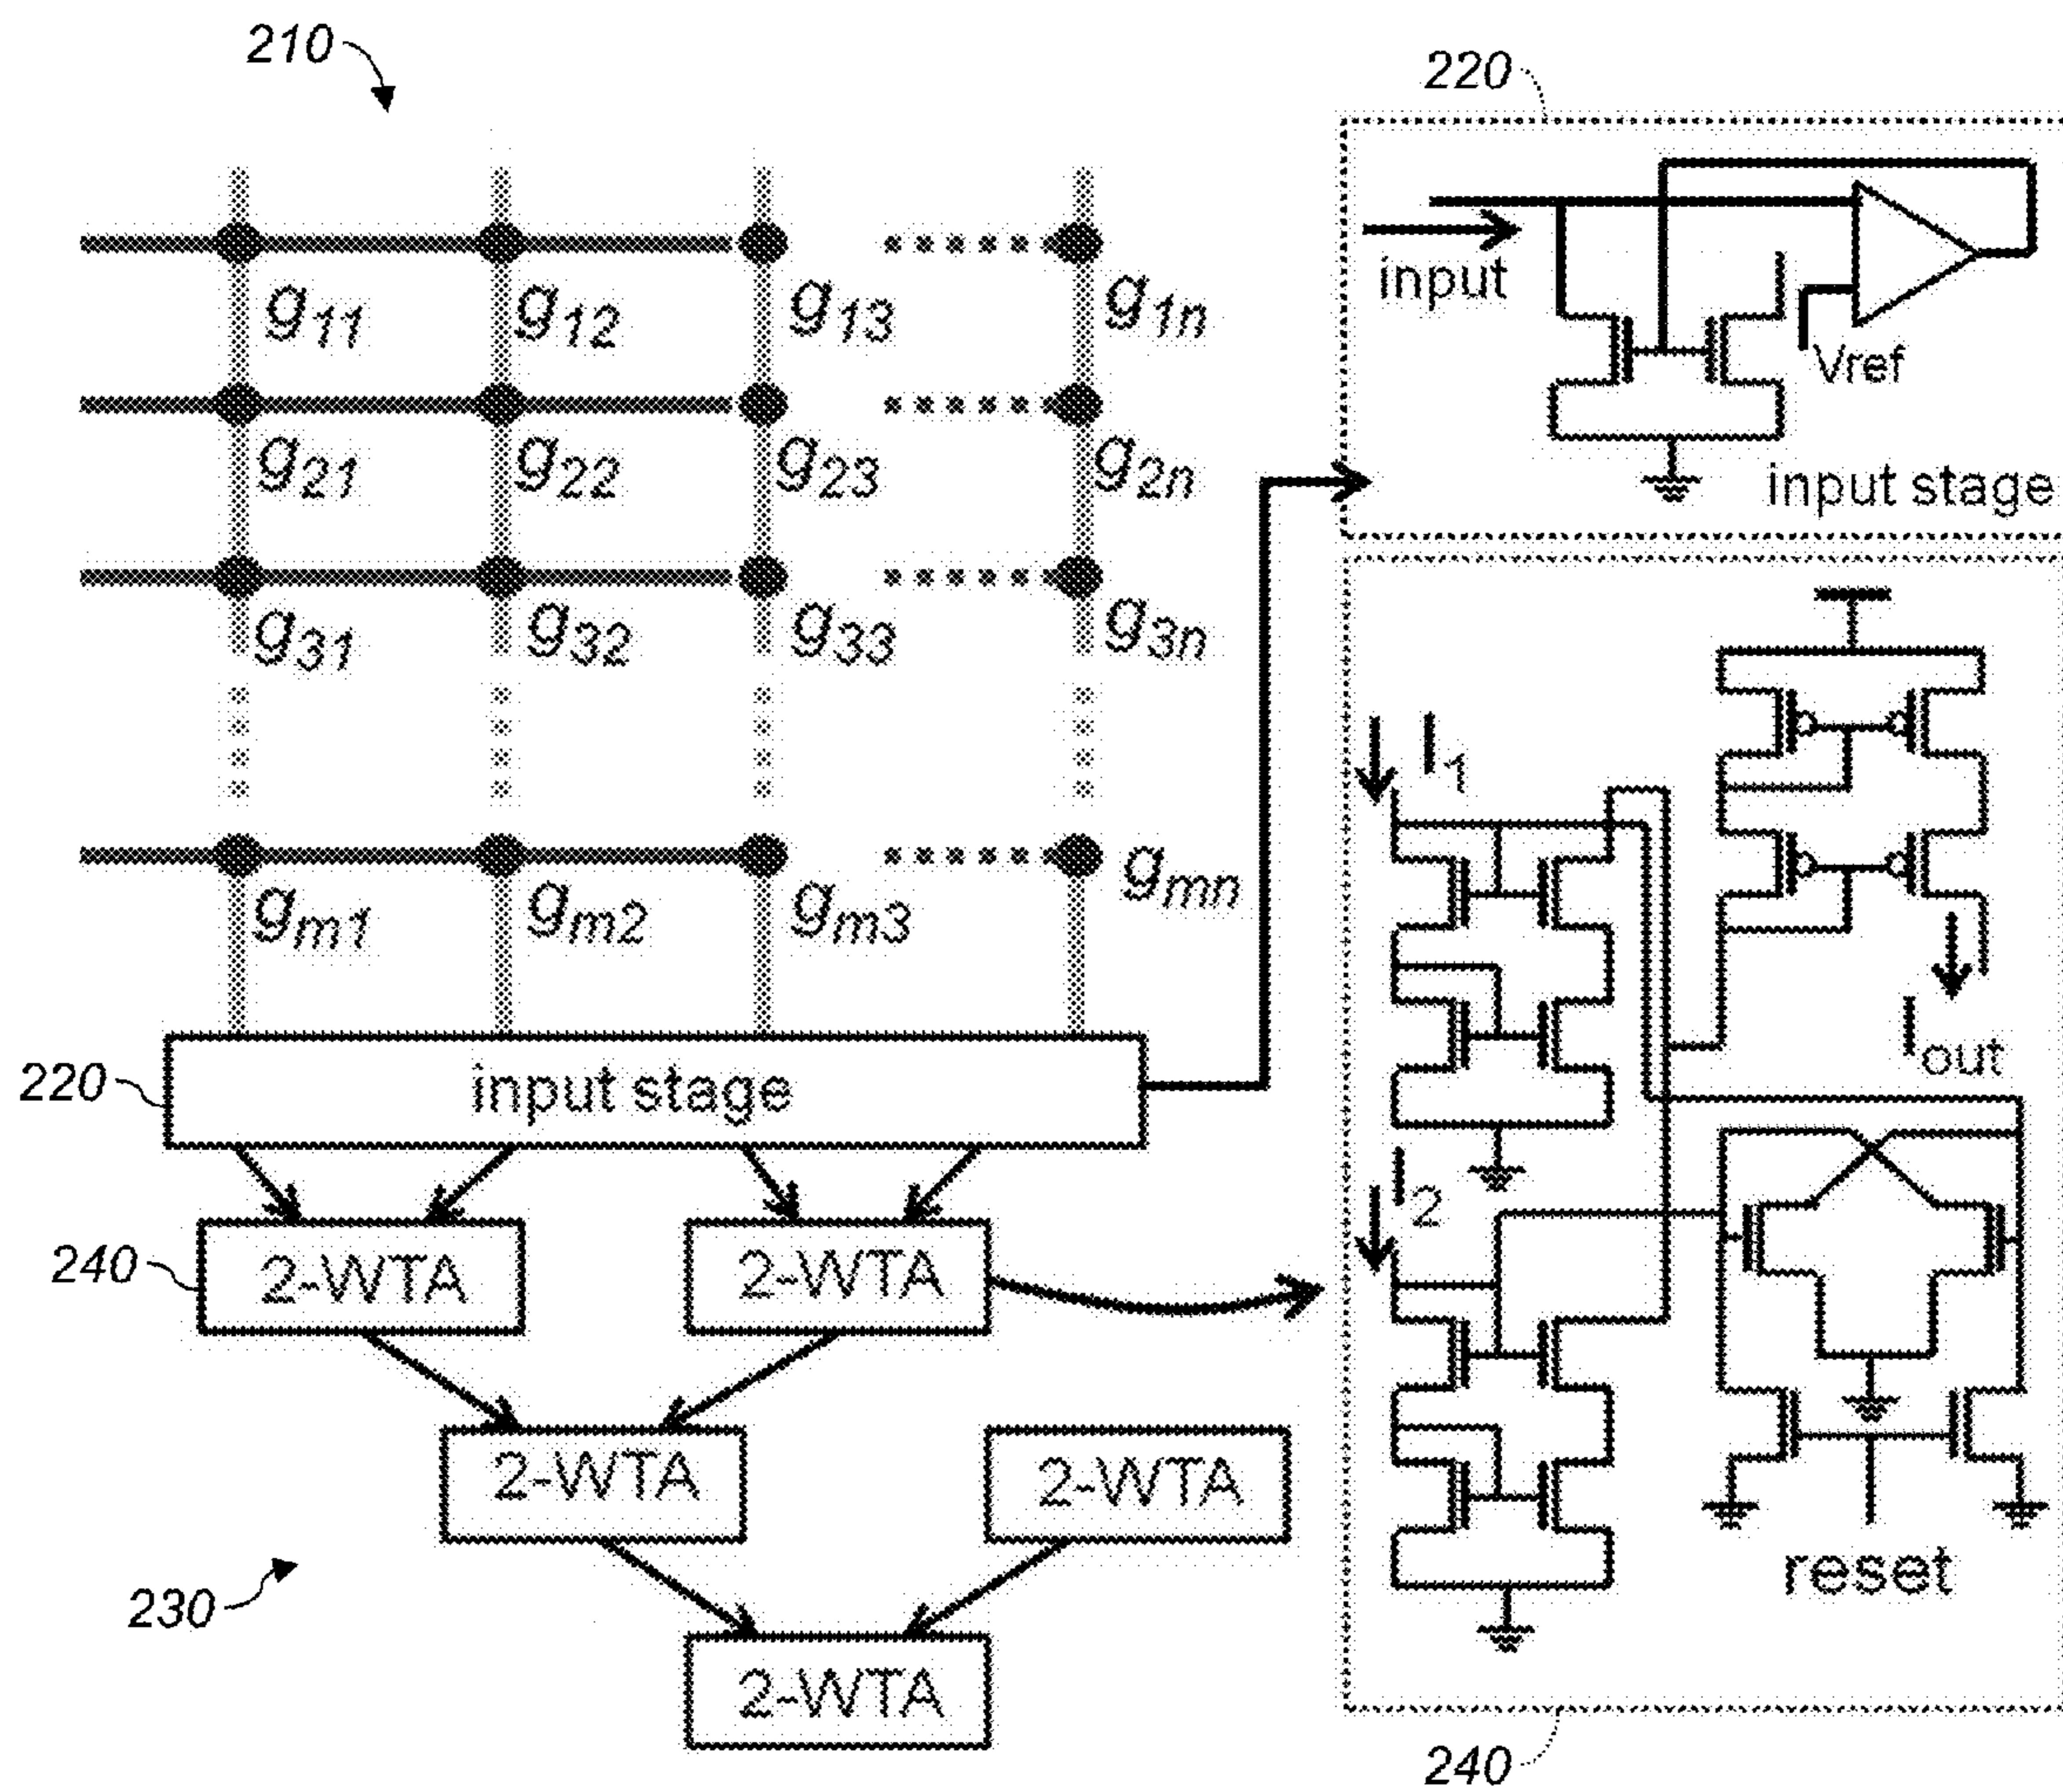 210
220
g11 g12 g13 g1n
g21 g22 g23 g2n
g31 g32 g33 g3n
gm1 gm2 gm3 gmn
220
input stage
240
2-WTA
2-WTA
2-WTA
2-WTA
230
2-WTA
input
Vref
input stage
I1
Iout
I2
reset
240